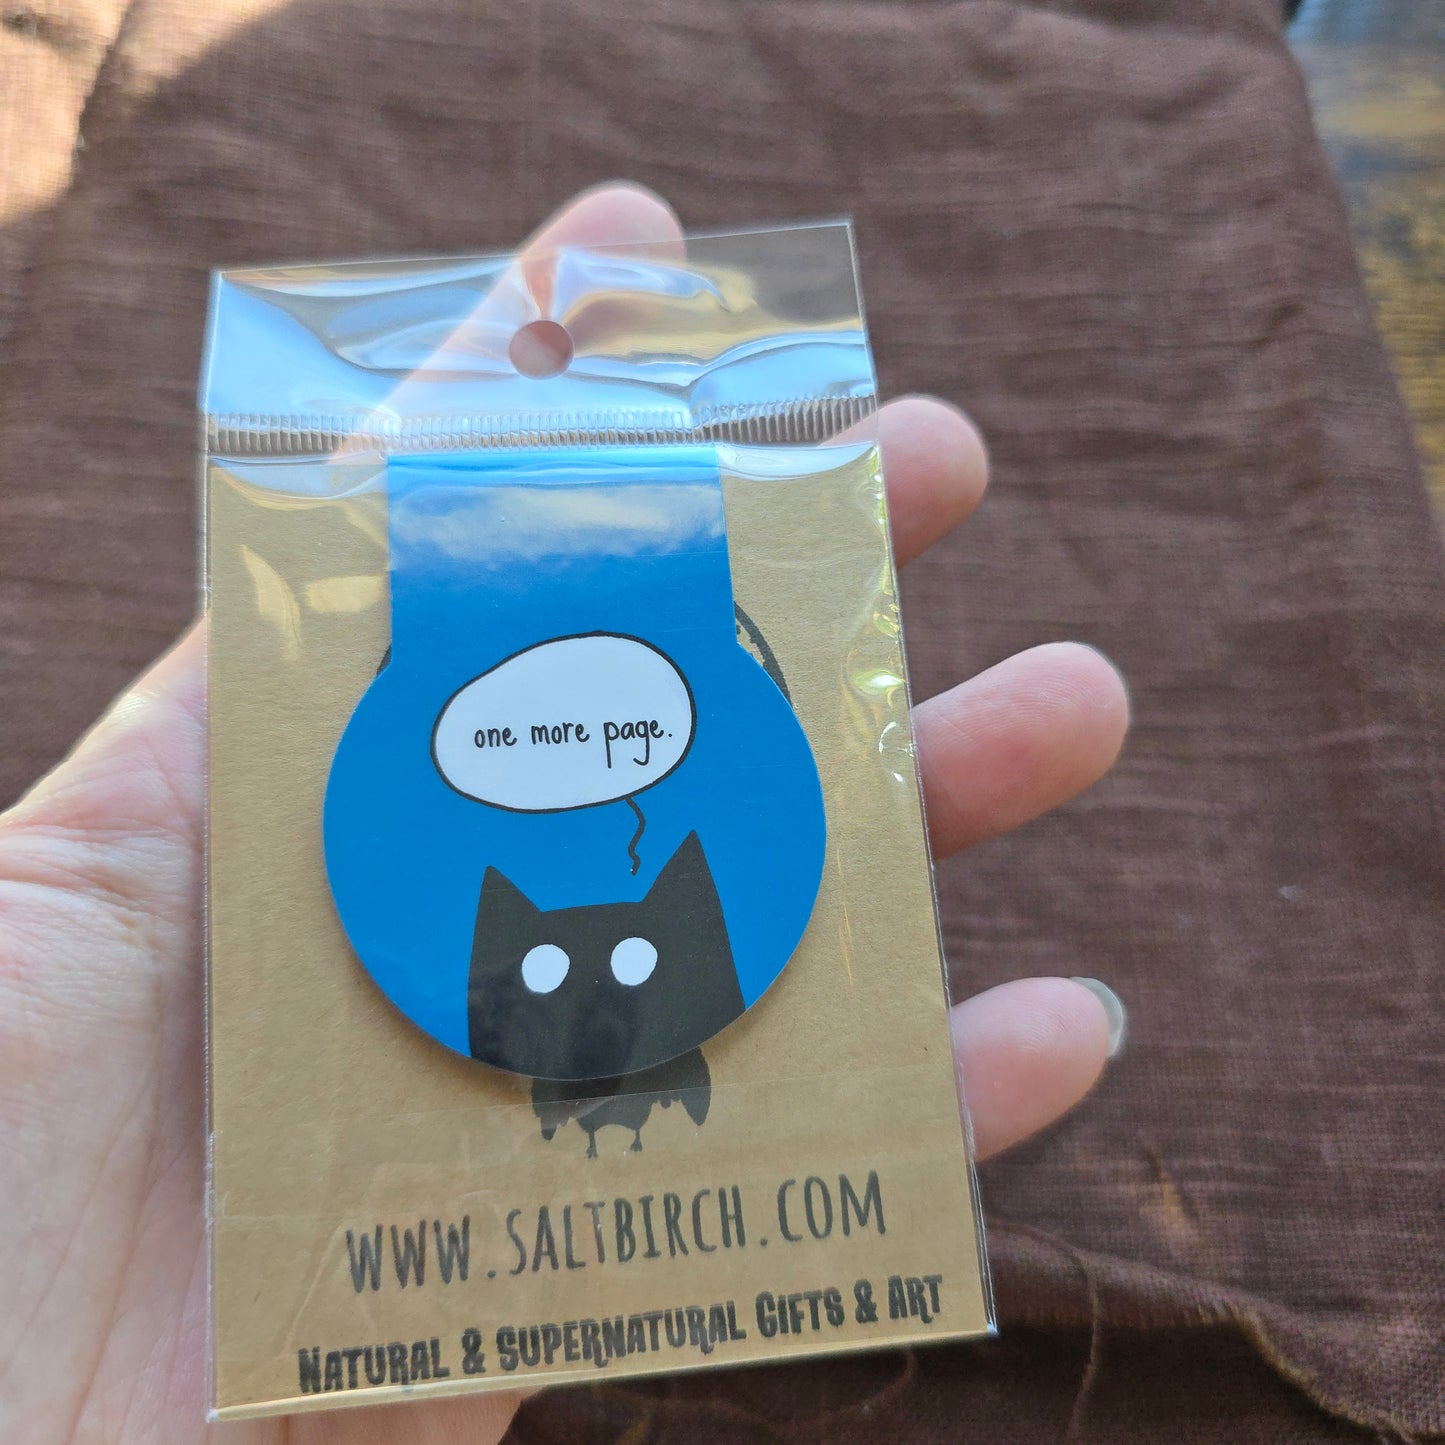 one more page.
WWW.SALTBIRCH.COM
NATURAL & SUPERNATURAL GIFTS & ART